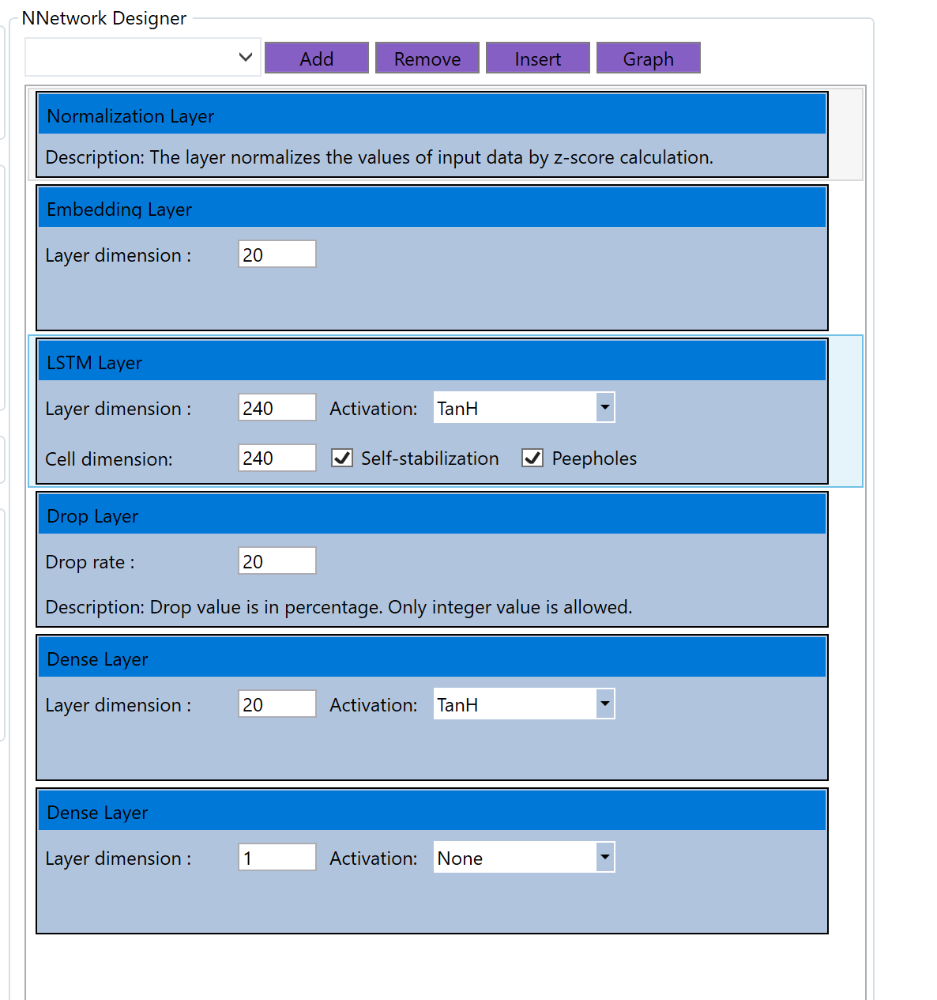 NNetwork Designer
Add Remove Insert Graph
Normalization Layer
Description: The layer normalizes the values of input data by z-score calculation.
Embedding Layer
Layer dimension : 20
LSTM Layer
Layer dimension : 240 Activation: TanH
Cell dimension: 240 Self-stabilization Peepholes
Drop Layer
Drop rate : 20
Description: Drop value is in percentage. Only integer value is allowed.
Dense Layer
Layer dimension : 20 Activation: TanH
Dense Layer
Layer dimension : 1 Activation: None